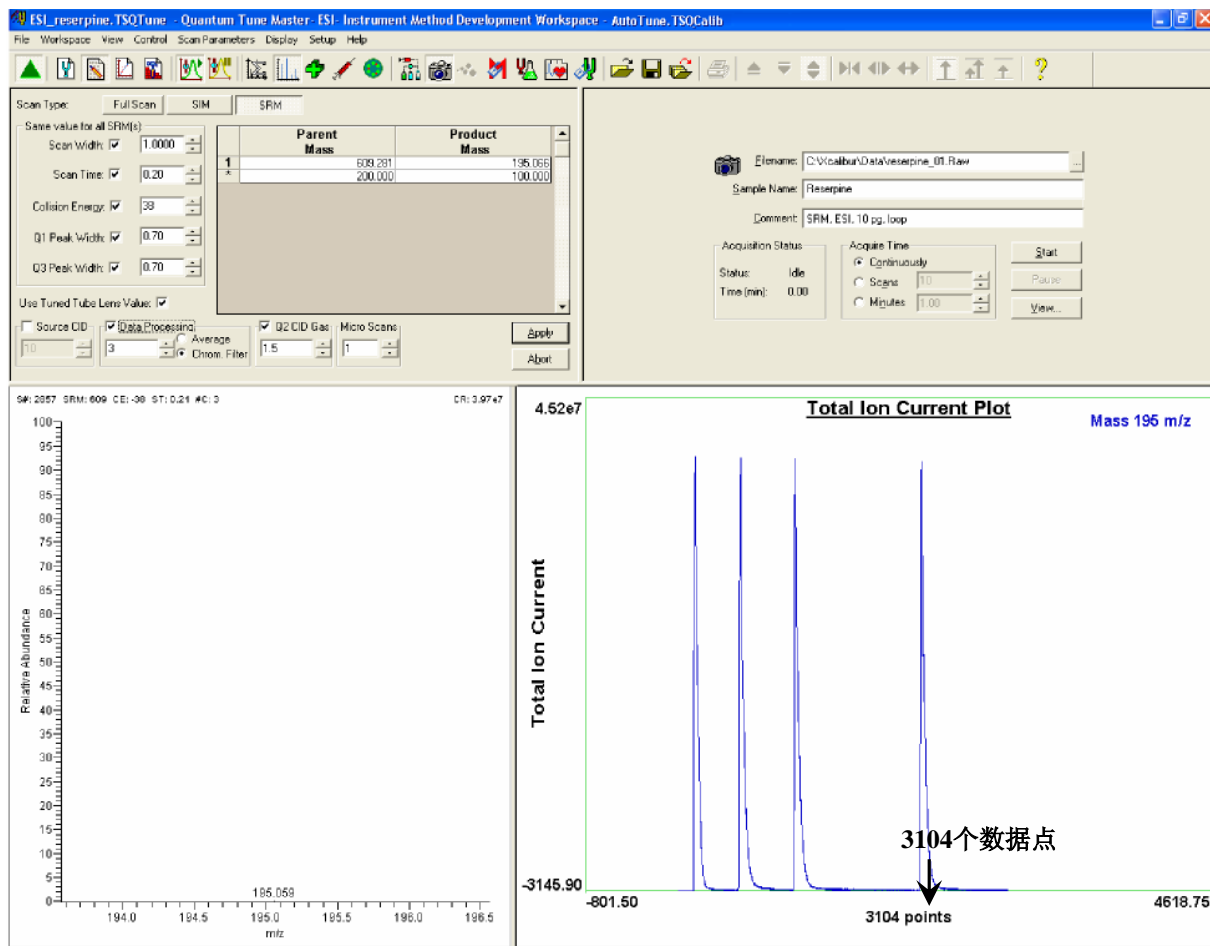 ESI_reserpine.TSQTune - Quantum Tune Master- ESI- Instrument Method Development Workspace - AutoTune.TSQCalib
File Workspace View Control Scan Parameters Display Setup Help
Scan Type: Full Scan SIM SRM
Same value for all SRM(s)
Scan Width: 1.0000
Scan Time: 0.20
Collision Energy: 38
Q1 Peak Width: 0.70
Q3 Peak Width: 0.70
Parent Mass Product Mass
1 609.281 195.066
* 200.000 100.000
Use Tuned Tube Lens Value:
Source CID Data Processing Q2 CID Gas Micro Scans
10 3 Average Chrom. Filter 1.5 1
Apply
Abort
Filename: C:\Xcalibur\Data\reserpine_01.Raw ...
Sample Name: Reserpine
Comment: SRM, ESI, 10 pg, loop
Acquisition Status
Status: Idle
Time (min): 0.00
Acquire Time
Continuously
Scans 10
Minutes 1.00
Start
Pause
View...
S#: 2857 SRM: 609 CE: -38 ST: 0.21 #C: 3 CR: 3.97e7
100
95
90
85
80
75
70
65
60
55
50
45
40
35
30
25
20
15
10
5
0
Relative Abundance
195.059
194.0 194.5 195.0 195.5 196.0 196.5
m/z
4.52e7
Total Ion Current Plot
Mass 195 m/z
Total Ion Current
3104个数据点
-3145.90
-801.50 4618.75
3104 points